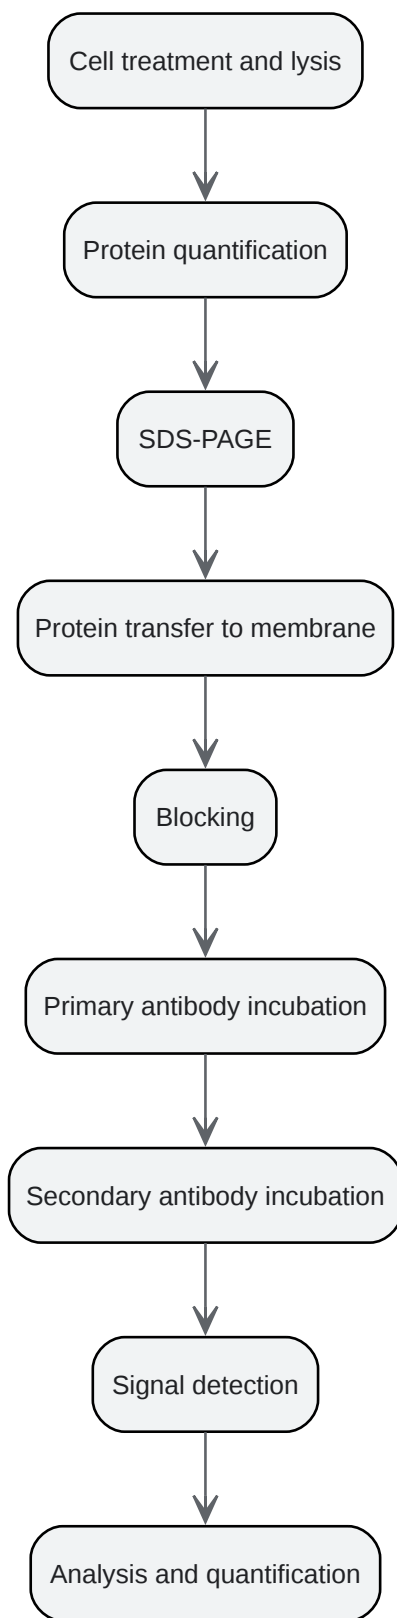 Cell treatment and lysis
Protein quantification
SDS-PAGE
Protein transfer to membrane
Blocking
Primary antibody incubation
Secondary antibody incubation
Signal detection
Analysis and quantification